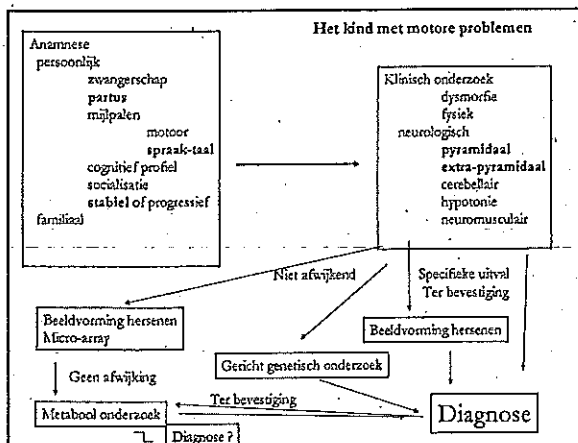 Het kind met motore problemen
Anamnese
persoonlijk
zwangerschap
partus
mijlpalen
motoor
spraak-taal
cognitief profiel
socialisatie
stabiel of progressief
familiaal
Klinisch onderzoek
dysmorfie
fysiek
neurologisch
pyramidaal
extra-pyramidaal
cerebellair
hypotonie
neuromusculair
Niet afwijkend
Specifieke uitval
Ter bevestiging
Beeldvorming hersenen
Micro-array
Beeldvorming hersenen
Gericht genetisch onderzoek
Geen afwijking
Ter bevestiging
Metabool onderzoek
Diagnose
Diagnose ?